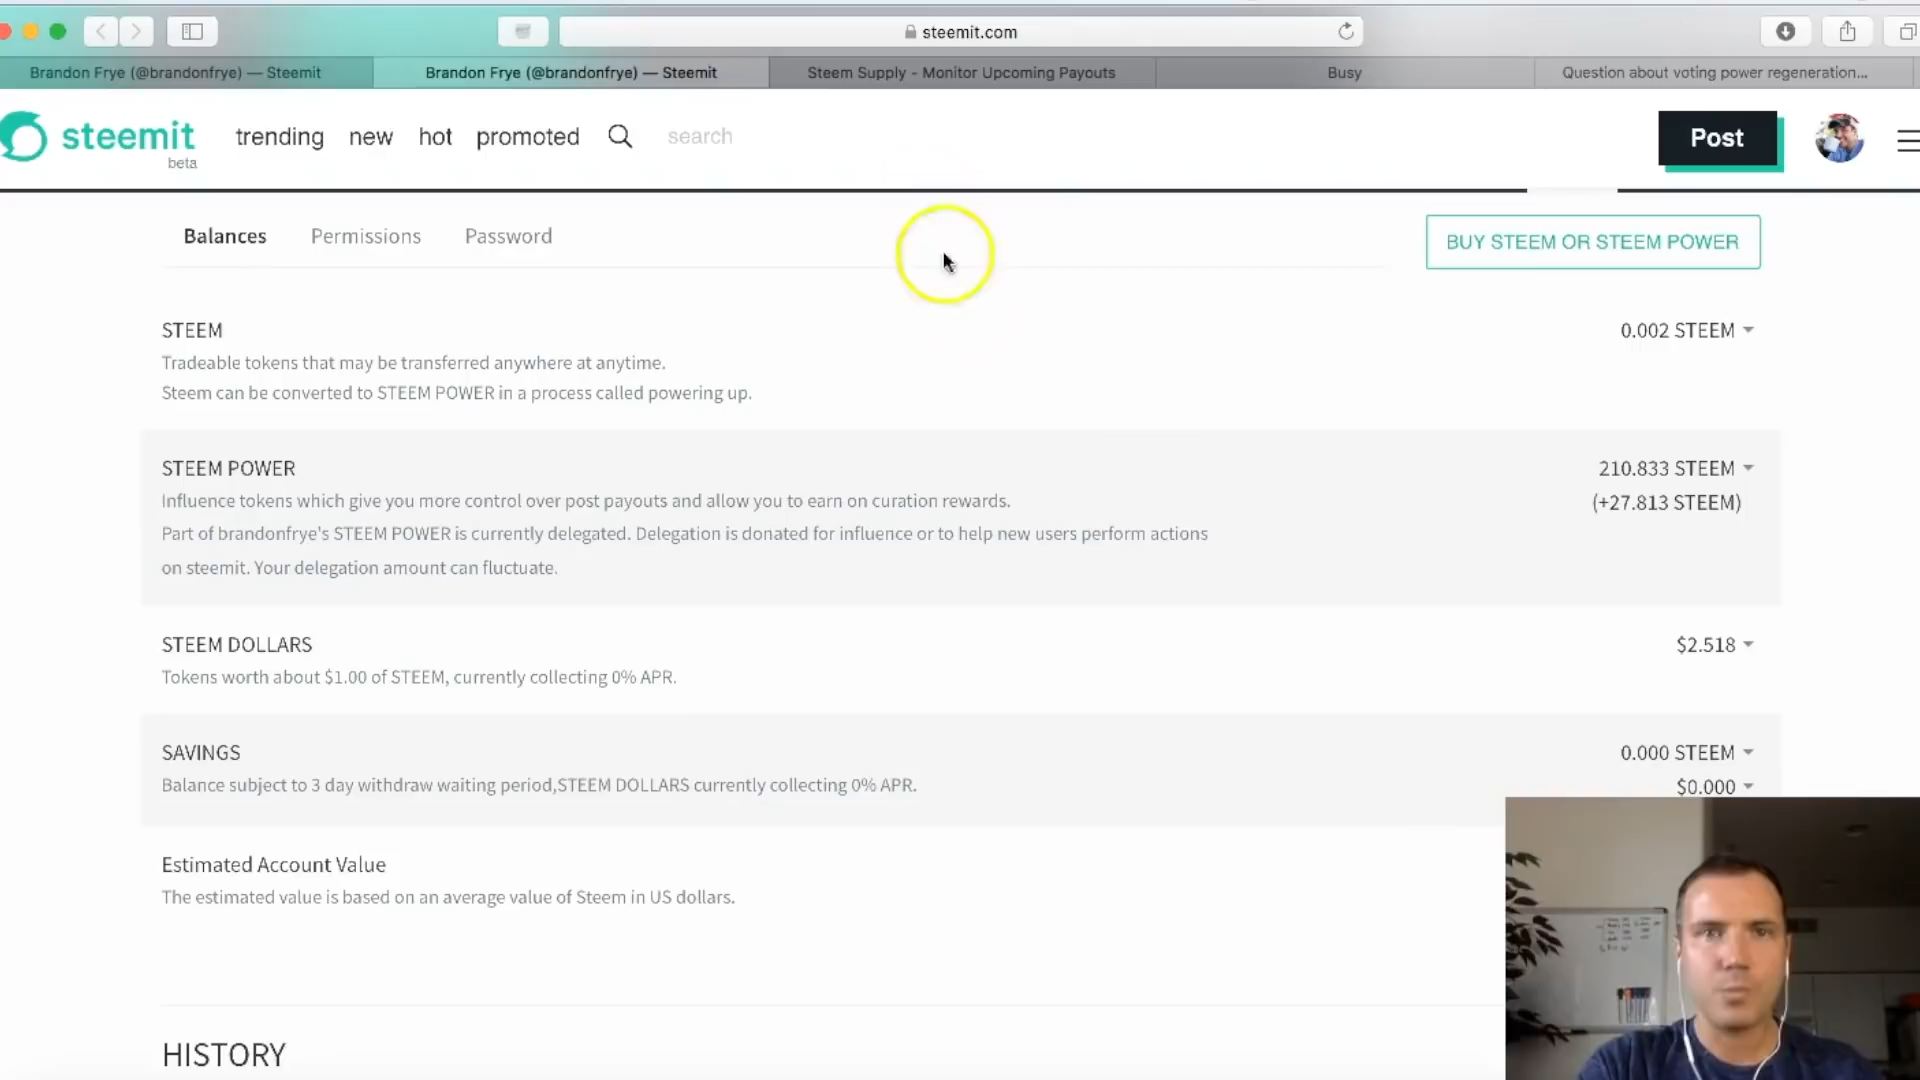 steemit.com
Brandon Frye (@brandonfrye) — Steemit
Brandon Frye (@brandonfrye) — Steemit
Steem Supply - Monitor Upcoming Payouts
Busy
Question about voting power regeneration...
steemit
beta
trending
new
hot
promoted
search
Post
Balances
Permissions
Password
BUY STEEM OR STEEM POWER
STEEM
0.002 STEEM
Tradeable tokens that may be transferred anywhere at anytime.
Steem can be converted to STEEM POWER in a process called powering up.
STEEM POWER
210.833 STEEM
Influence tokens which give you more control over post payouts and allow you to earn on curation rewards.
(+27.813 STEEM)
Part of brandonfrye's STEEM POWER is currently delegated. Delegation is donated for influence or to help new users perform actions
on steemit. Your delegation amount can fluctuate.
STEEM DOLLARS
$2.518
Tokens worth about $1.00 of STEEM, currently collecting 0% APR.
SAVINGS
0.000 STEEM
Balance subject to 3 day withdraw waiting period,STEEM DOLLARS currently collecting 0% APR.
$0.000
Estimated Account Value
The estimated value is based on an average value of Steem in US dollars.
HISTORY